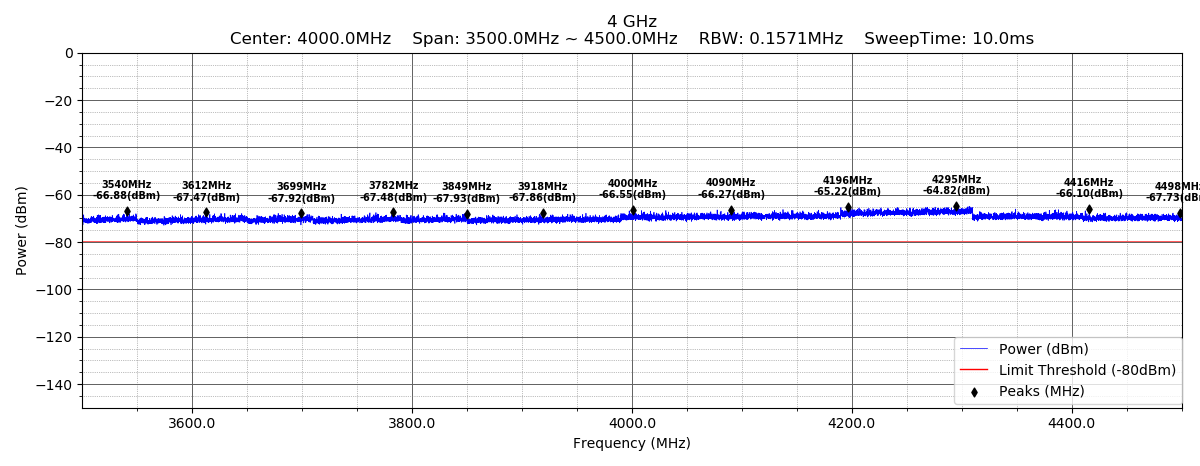 4 GHz
Center: 4000.0MHz    Span: 3500.0MHz ~ 4500.0MHz    RBW: 0.1571MHz    SweepTime: 10.0ms
0
−20
−40
−60
−80
−100
−120
−140
Power (dBm)
3540MHz
-66.88(dBm)
3612MHz
-67.47(dBm)
3699MHz
-67.92(dBm)
3782MHz
-67.48(dBm)
3849MHz
-67.93(dBm)
3918MHz
-67.86(dBm)
4000MHz
-66.55(dBm)
4090MHz
-66.27(dBm)
4196MHz
-65.22(dBm)
4295MHz
-64.82(dBm)
4416MHz
-66.10(dBm)
4498MHz
-67.73(dBm)
Power (dBm)
Limit Threshold (-80dBm)
Peaks (MHz)
3600.0
3800.0
4000.0
4200.0
4400.0
Frequency (MHz)